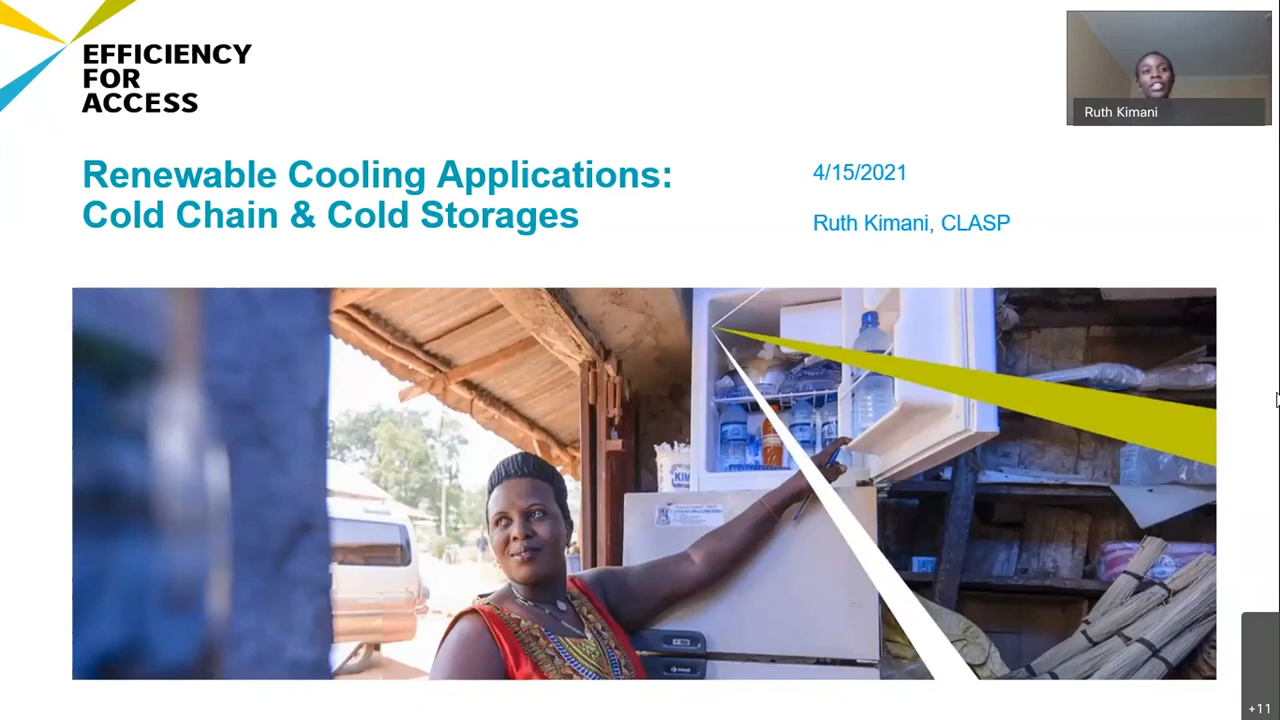 EFFICIENCY
FOR
ACCESS
Ruth Kimani
Renewable Cooling Applications:
Cold Chain & Cold Storages
4/15/2021
Ruth Kimani, CLASP
KIM
+11